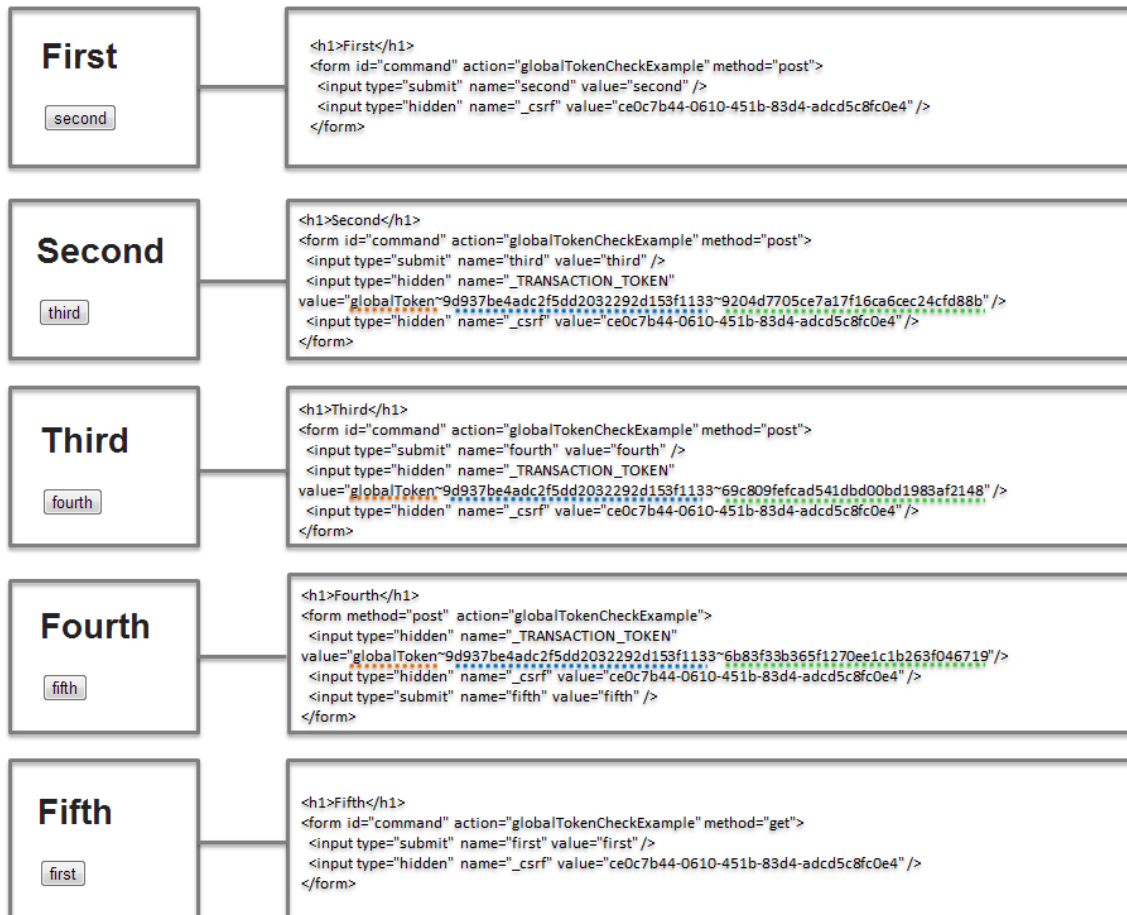 First
second
<h1>First</h1>
<form id="command" action="globalTokenCheckExample" method="post">
<input type="submit" name="second" value="second" />
<input type="hidden" name="_csrf" value="ce0c7b44-0610-451b-83d4-adcd5c8fc0e4" />
</form>
Second
third
<h1>Second</h1>
<form id="command" action="globalTokenCheckExample" method="post">
<input type="submit" name="third" value="third" />
<input type="hidden" name="_TRANSACTION_TOKEN"
value="globalToken~9d937be4adc2f5dd2032292d153f1133~9204d7705ce7a17f16ca6cec24cfd88b" />
<input type="hidden" name="_csrf" value="ce0c7b44-0610-451b-83d4-adcd5c8fc0e4" />
</form>
Third
fourth
<h1>Third</h1>
<form id="command" action="globalTokenCheckExample" method="post">
<input type="submit" name="fourth" value="fourth" />
<input type="hidden" name="_TRANSACTION_TOKEN"
value="globalToken~9d937be4adc2f5dd2032292d153f1133~69c809fefcad541dbd00bd1983af2148" />
<input type="hidden" name="_csrf" value="ce0c7b44-0610-451b-83d4-adcd5c8fc0e4" />
</form>
Fourth
fifth
<h1>Fourth</h1>
<form method="post" action="globalTokenCheckExample">
<input type="hidden" name="_TRANSACTION_TOKEN"
value="globalToken~9d937be4adc2f5dd2032292d153f1133~6b83f33b365f1270ee1c1b263f046719"/>
<input type="hidden" name="_csrf" value="ce0c7b44-0610-451b-83d4-adcd5c8fc0e4" />
<input type="submit" name="fifth" value="fifth" />
</form>
Fifth
first
<h1>Fifth</h1>
<form id="command" action="globalTokenCheckExample" method="get">
<input type="submit" name="first" value="first" />
<input type="hidden" name="_csrf" value="ce0c7b44-0610-451b-83d4-adcd5c8fc0e4" />
</form>